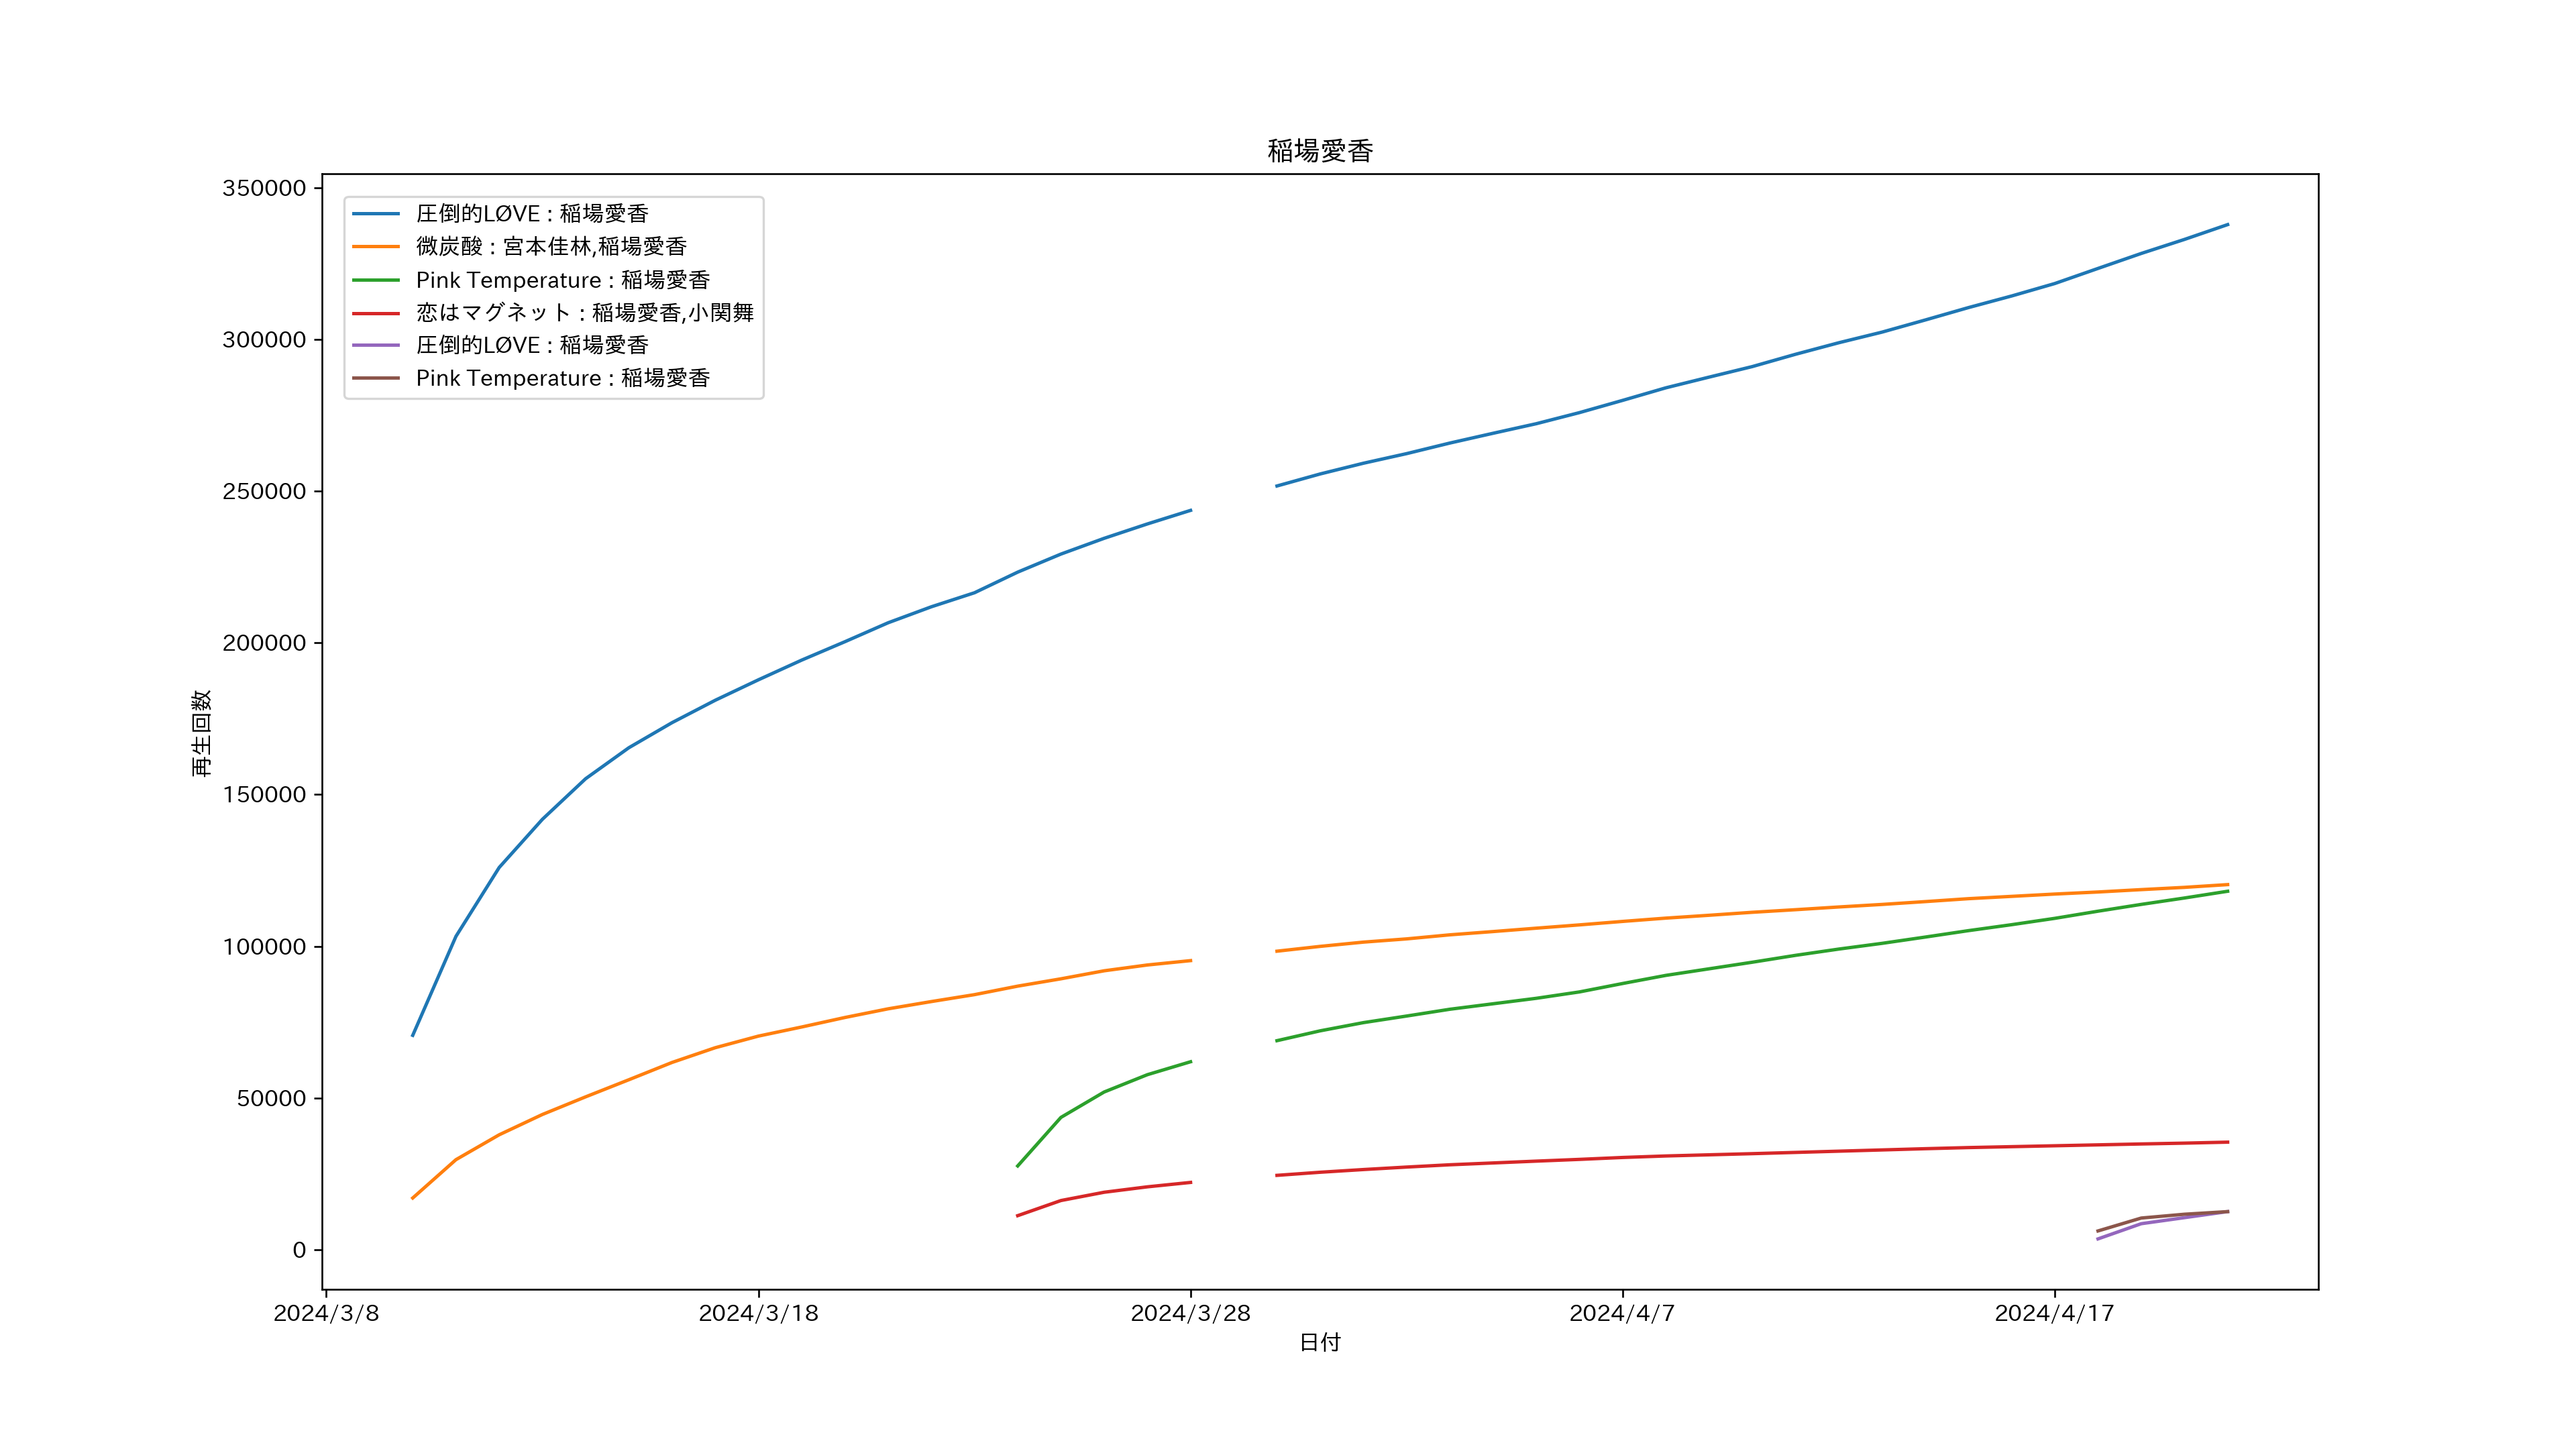 稲場愛香
350000
300000
250000
200000
150000
100000
50000
0
再生回数
圧倒的LØVE : 稲場愛香
微炭酸 : 宮本佳林,稲場愛香
Pink Temperature : 稲場愛香
恋はマグネット : 稲場愛香,小関舞
圧倒的LØVE : 稲場愛香
Pink Temperature : 稲場愛香
2024/3/8
2024/3/18
2024/3/28
2024/4/7
2024/4/17
日付